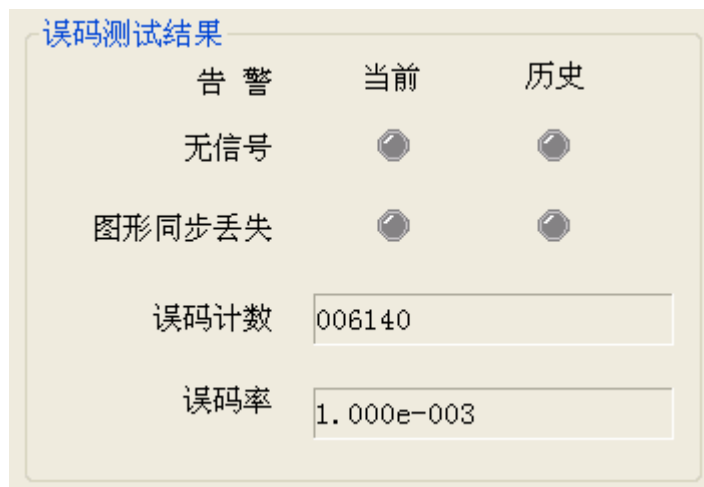 误码测试结果
告 警 当前 历史
无信号
图形同步丢失
误码计数 006140
误码率 1.000e-003